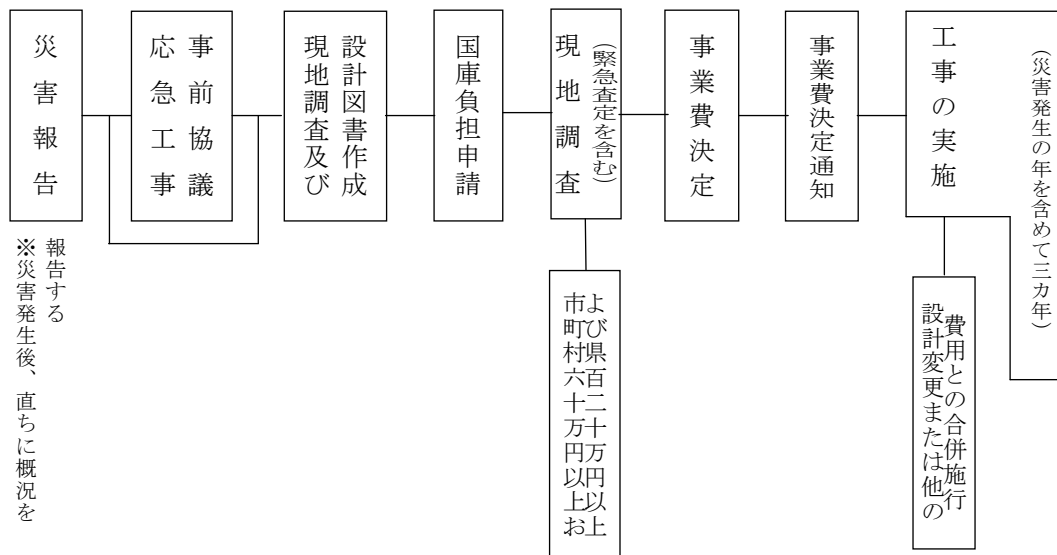 災害報告
※災害発生後、直ちに概況を
報告する
応急工事
事前協議
現地調査及び
設計図書作成
国庫負担申請
現地調査
(緊急査定を含む)
市町村六十万円以上お
よび県百二十万円以上
事業費決定
事業費決定通知
工事の実施
(災害発生の年を含めて三カ年)
設計変更または他の
費用との合併施行